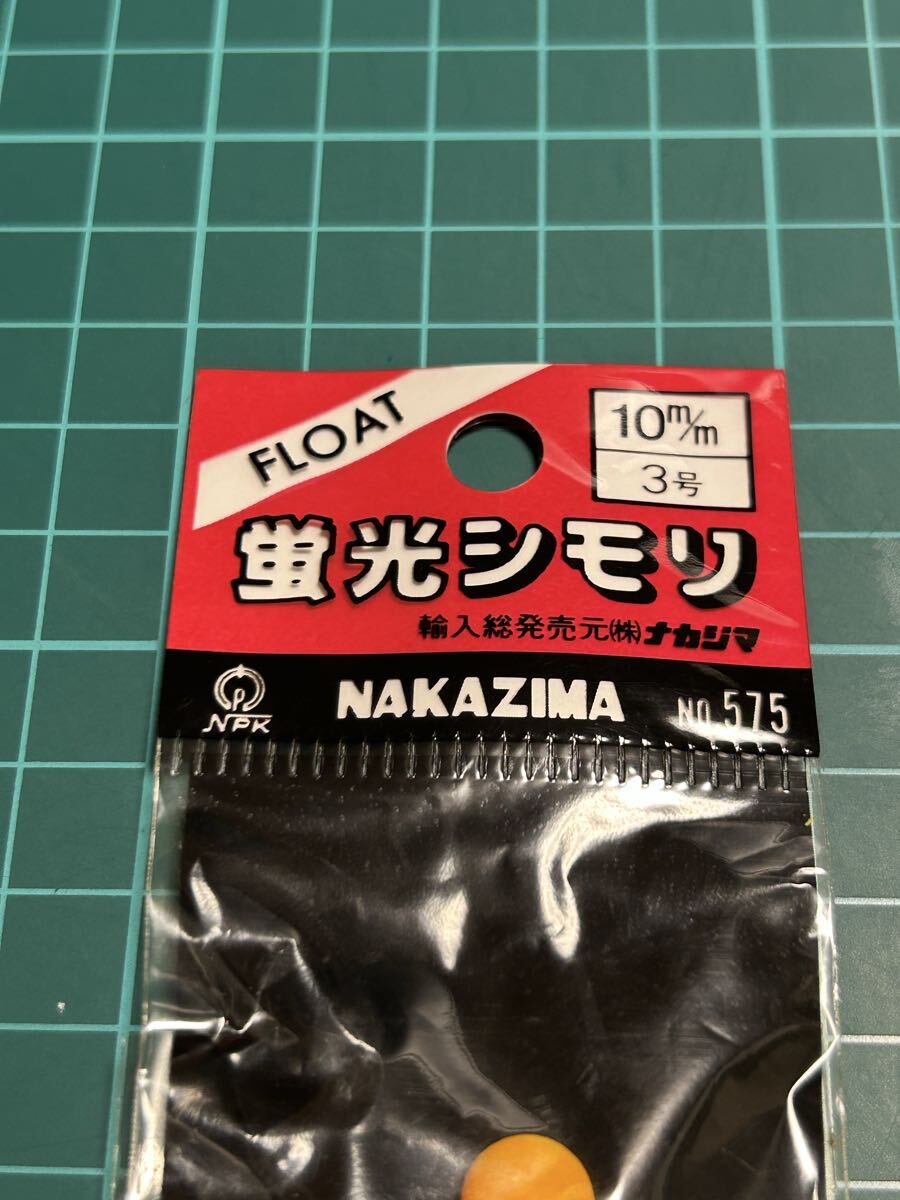 FLOAT
10m/m
3号
蛍光シモリ
輸入総発売元(株)ナカジマ
NPK
NAKAZIMA
NO.575